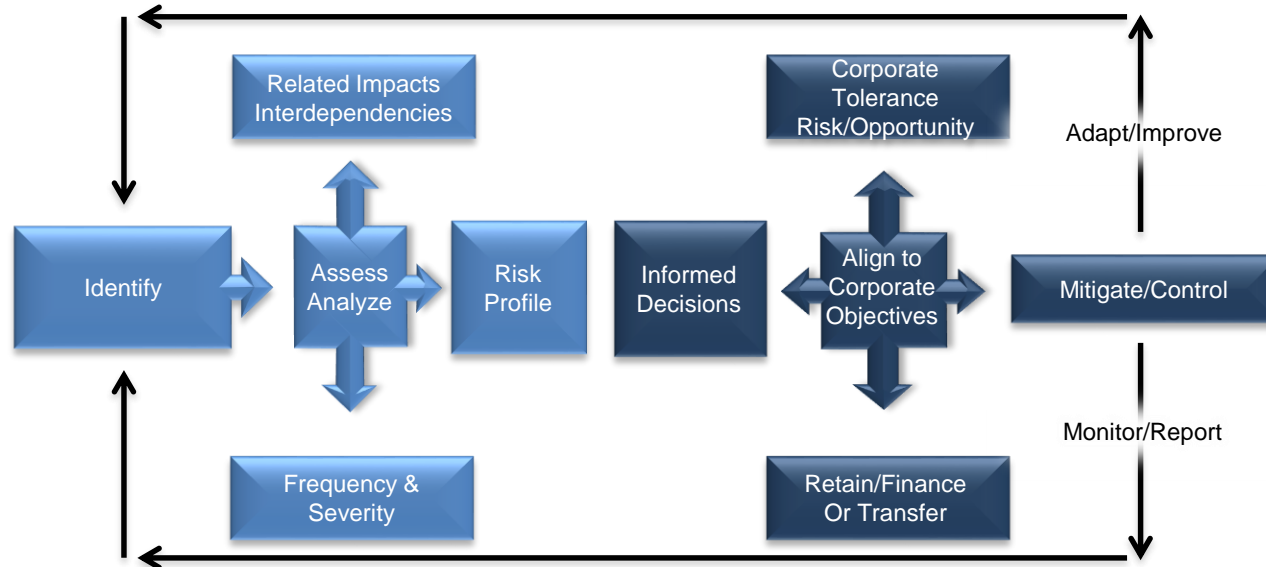 Related Impacts
Interdependencies
Corporate
Tolerance
Risk/Opportunity
Adapt/Improve
Identify
Assess
Analyze
Risk
Profile
Informed
Decisions
Align to
Corporate
Objectives
Mitigate/Control
Monitor/Report
Frequency &
Severity
Retain/Finance
Or Transfer